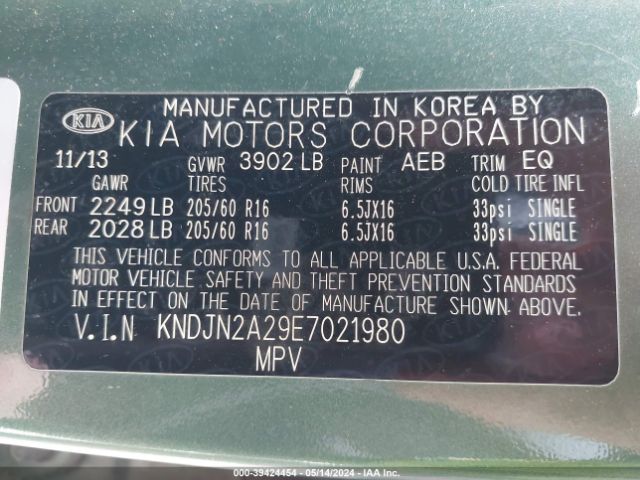 MANUFACTURED IN KOREA BY
KIA KIA MOTORS CORPORATION
11/13 GVWR 3902 LB PAINT AEB TRIM EQ
GAWR TIRES RIMS COLD TIRE INFL
FRONT 2249 LB 205/60 R16 6.5JX16 33psi SINGLE
REAR 2028 LB 205/60 R16 6.5JX16 33psi SINGLE
THIS VEHICLE CONFORMS TO ALL APPLICABLE U.S.A. FEDERAL
MOTOR VEHICLE SAFETY AND THEFT PREVENTION STANDARDS
IN EFFECT ON THE DATE OF MANUFACTURE SHOWN ABOVE.
V.I.N KNDJN2A29E7021980
MPV
000-39424454 - 05/14/2024 - IAA Inc.